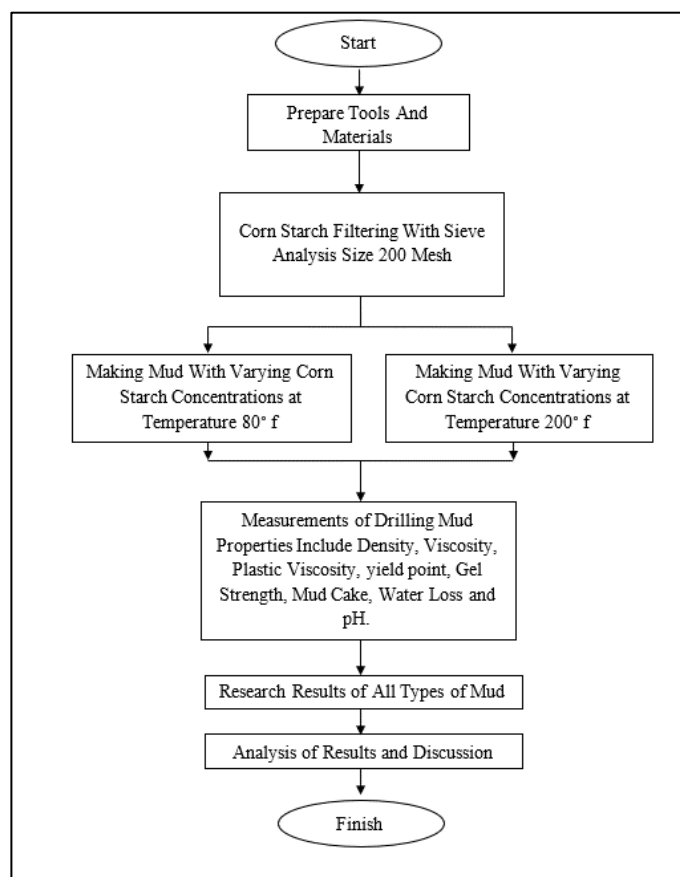 Start
Prepare Tools And
Materials
Corn Starch Filtering With Sieve
Analysis Size 200 Mesh
Making Mud With Varying Corn
Starch Concentrations at
Temperature 80° f
Making Mud With Varying
Corn Starch Concentrations at
Temperature 200° f
Measurements of Drilling Mud
Properties Include Density, Viscosity,
Plastic Viscosity, yield point, Gel
Strength, Mud Cake, Water Loss and
pH.
Research Results of All Types of Mud
Analysis of Results and Discussion
Finish